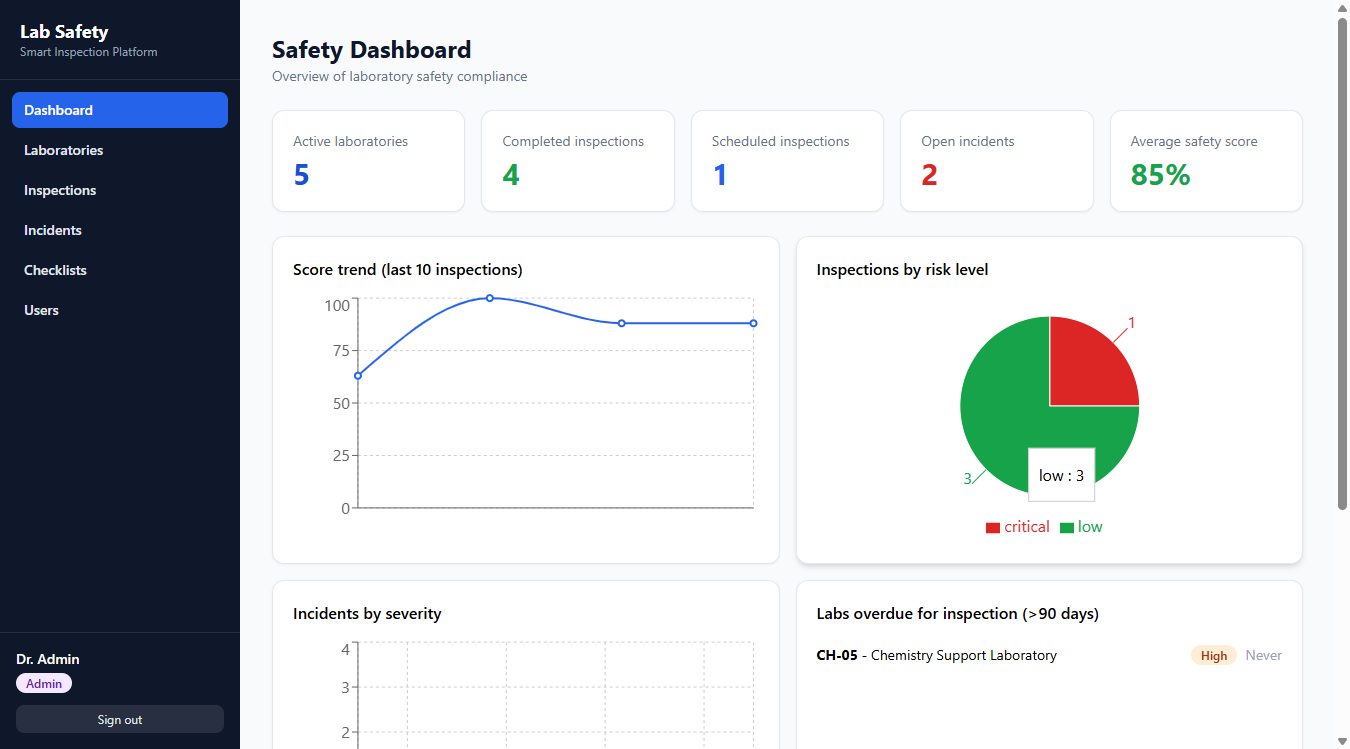 Lab Safety
Smart Inspection Platform
Dashboard
Laboratories
Inspections
Incidents
Checklists
Users
Dr. Admin
Admin
Sign out
Safety Dashboard
Overview of laboratory safety compliance
Active laboratories
5
Completed inspections
4
Scheduled inspections
1
Open incidents
2
Average safety score
85%
Score trend (last 10 inspections)
100
75
50
25
0
Inspections by risk level
1
3
low : 3
critical low
Incidents by severity
4
3
2
Labs overdue for inspection (>90 days)
CH-05 - Chemistry Support Laboratory High Never